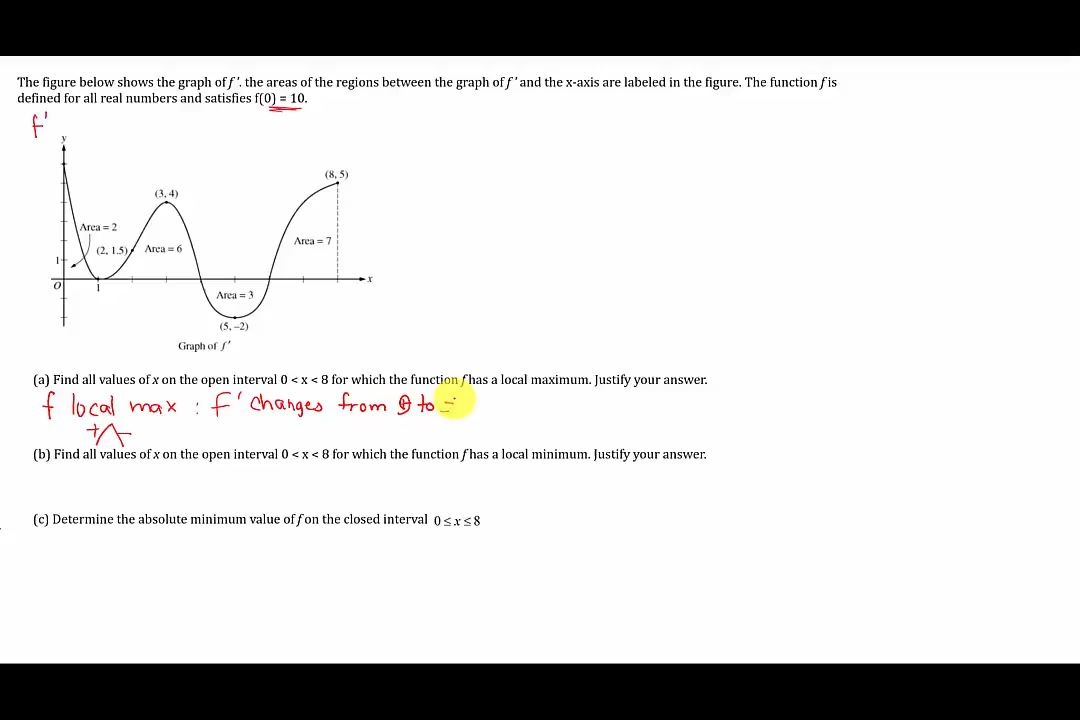 The figure below shows the graph of f '. the areas of the regions between the graph of f ' and the x-axis are labeled in the figure. The function f is
defined for all real numbers and satisfies f(0) = 10.
f'
y
(8, 5)
(3, 4)
Area = 2
(2, 1.5)
Area = 6
Area = 7
1
O
1
x
Area = 3
(5, −2)
Graph of f '
(a) Find all values of x on the open interval 0 < x < 8 for which the function f has a local maximum. Justify your answer.
f local max : f' changes from + to -
+ -
(b) Find all values of x on the open interval 0 < x < 8 for which the function f has a local minimum. Justify your answer.
(c) Determine the absolute minimum value of f on the closed interval 0 ≤ x ≤ 8